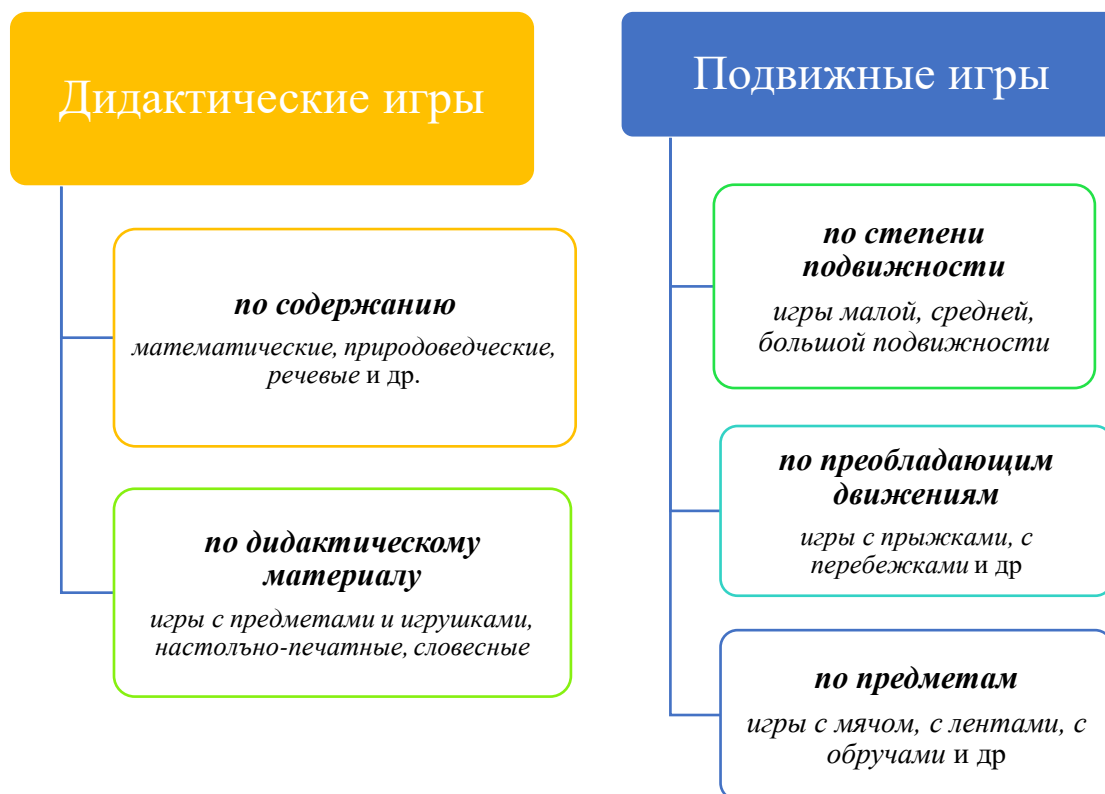 Дидактические игры
по содержанию
математические, природоведческие,
речевые и др.
по дидактическому
материалу
игры с предметами и игрушками,
настолъно-печатные, словесные
Подвижные игры
по степени
подвижности
игры малой, средней,
большой подвижности
по преобладающим
движениям
игры с прыжками, с
перебежками и др
по предметам
игры с мячом, с лентами, с
обручами и др